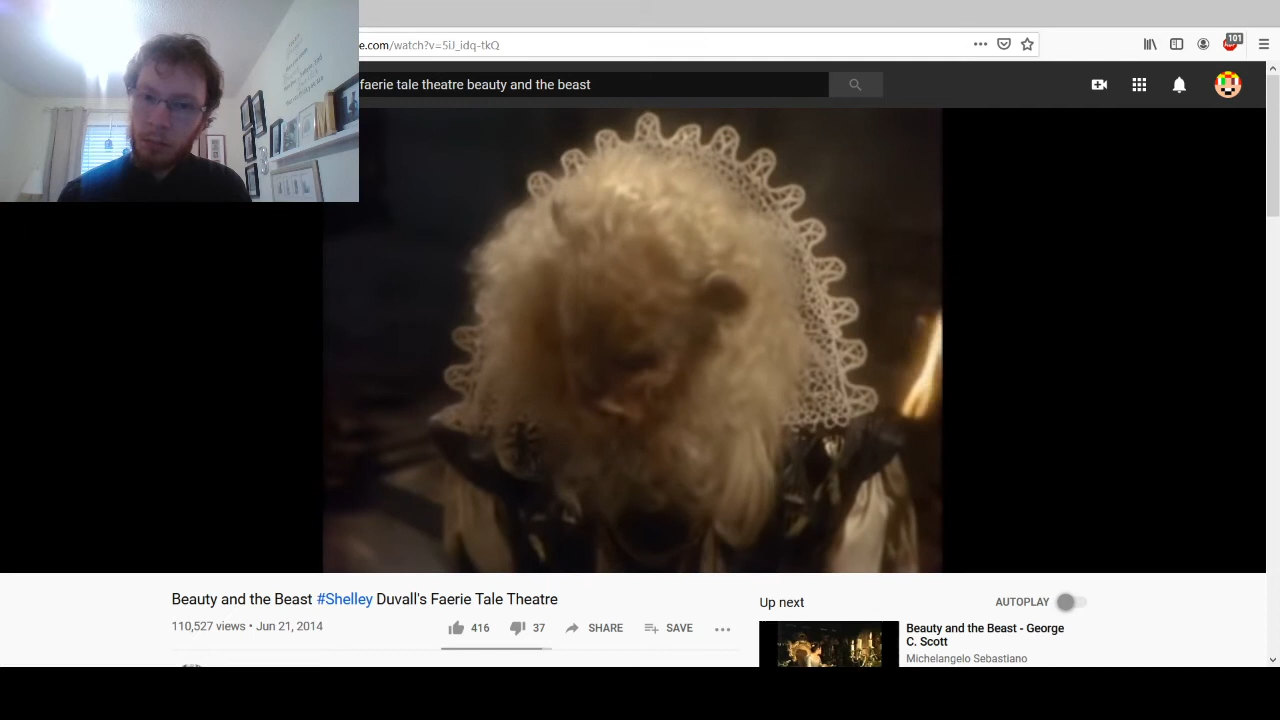 e.com/watch?v=5iJ_idq-tkQ
101
faerie tale theatre beauty and the beast
Beauty and the Beast #Shelley Duvall's Faerie Tale Theatre
110,527 views • Jun 21, 2014
416
37
SHARE
SAVE
Up next
AUTOPLAY
Beauty and the Beast - George
C. Scott
Michelangelo Sebastiano